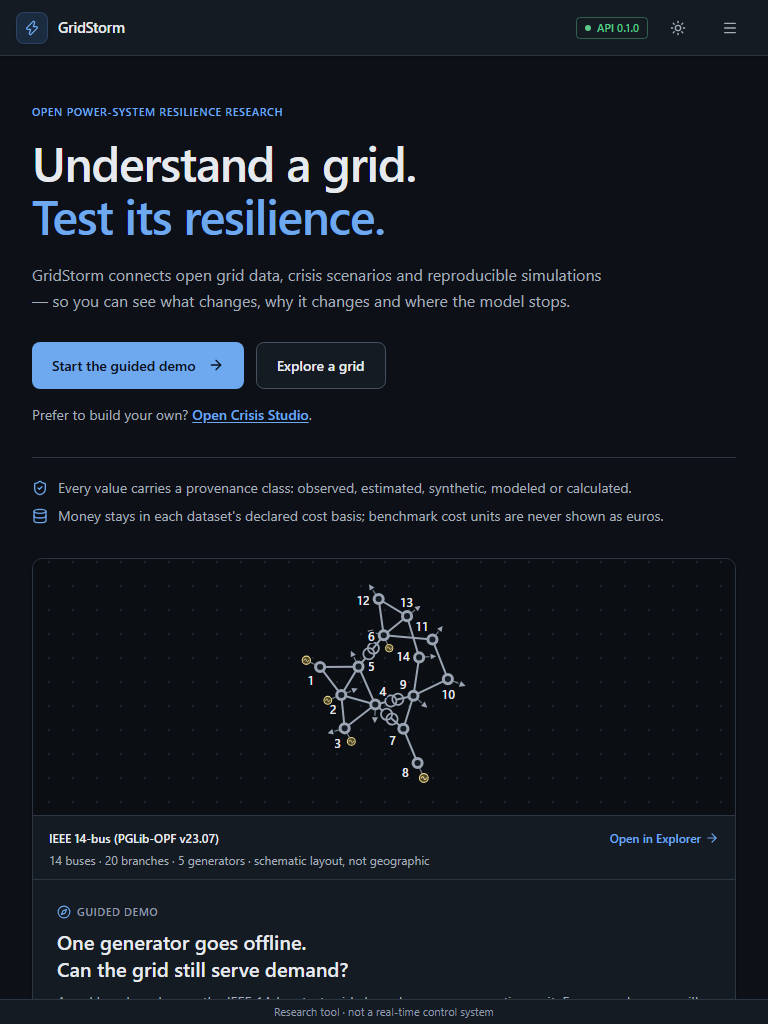 GridStorm
API 0.1.0
OPEN POWER-SYSTEM RESILIENCE RESEARCH
Understand a grid.
Test its resilience.
GridStorm connects open grid data, crisis scenarios and reproducible simulations
— so you can see what changes, why it changes and where the model stops.
Start the guided demo
Explore a grid
Prefer to build your own? Open Crisis Studio.
Every value carries a provenance class: observed, estimated, synthetic, modeled or calculated.
Money stays in each dataset's declared cost basis; benchmark cost units are never shown as euros.
12
13
11
6
14
5
1
9
4
10
2
3
7
8
IEEE 14-bus (PGLib-OPF v23.07)
Open in Explorer
14 buses · 20 branches · 5 generators · schematic layout, not geographic
GUIDED DEMO
One generator goes offline.
Can the grid still serve demand?
Research tool · not a real-time control system